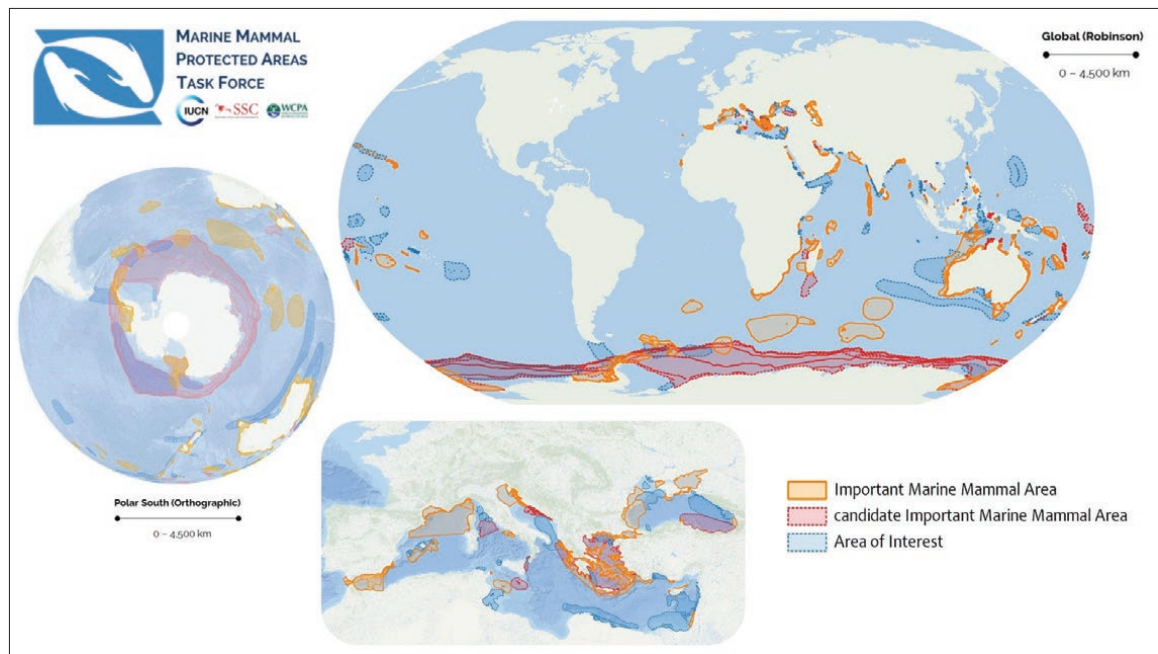 MARINE MAMMAL
PROTECTED AREAS
TASK FORCE
IUCN SSC WCPA
Global (Robinson)
0 – 4,500 km
Polar South (Orthographic)
0 – 4,500 km
Important Marine Mammal Area
candidate Important Marine Mammal Area
Area of Interest